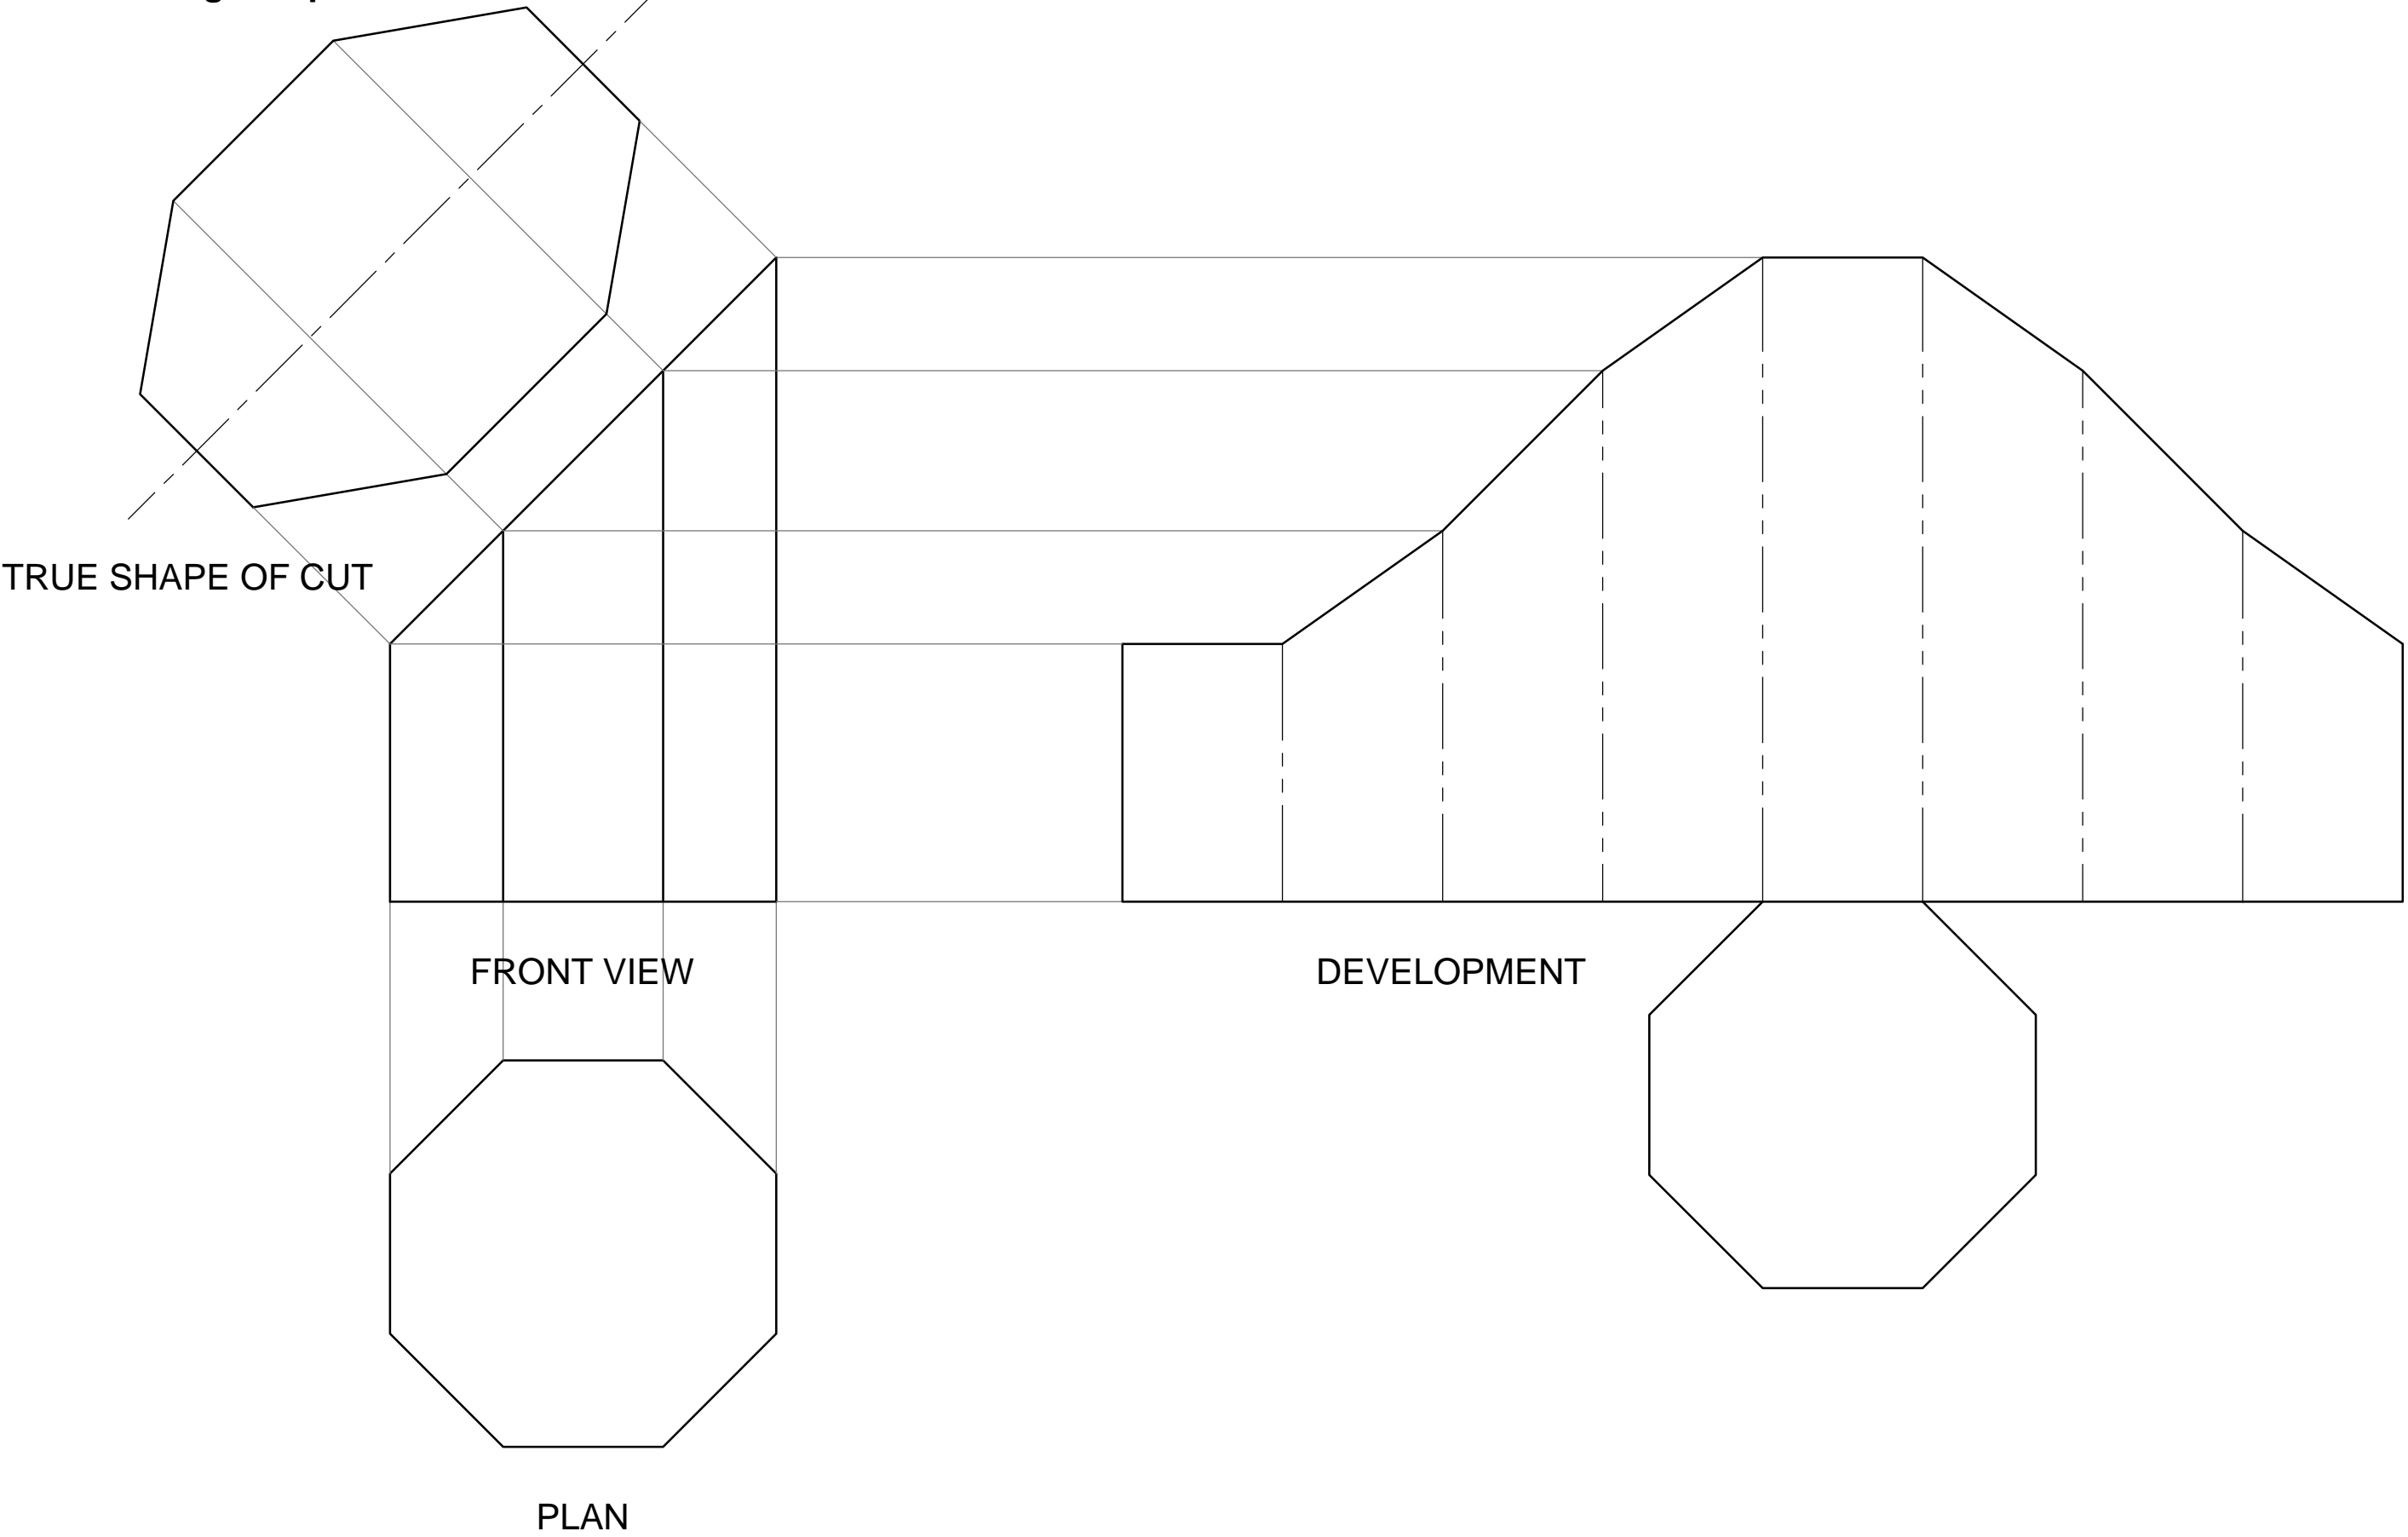 TRUE SHAPE OF CUT
FRONT VIEW
DEVELOPMENT
PLAN